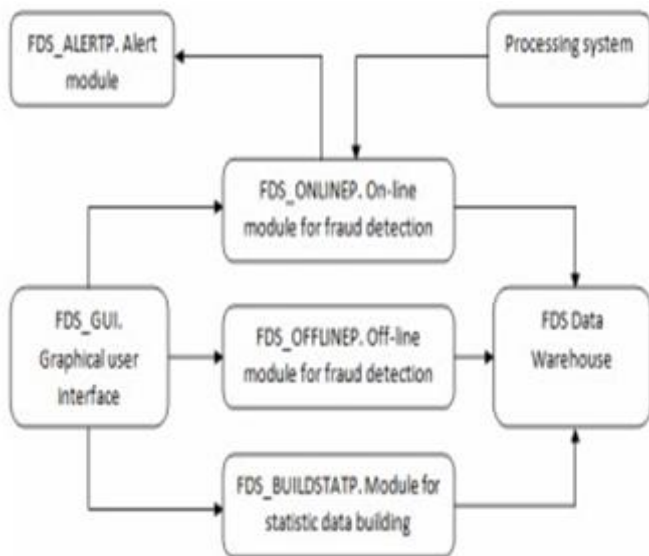 FDS_ALERTP. Alert
module
Processing system
FDS_ONLINEP. On-line
module for fraud detection
FDS_GUI.
Graphical user
Interface
FDS_OFFLINEP. Off-line
module for fraud detection
FDS Data
Warehouse
FDS_BUILDSTATP. Module for
statistic data building